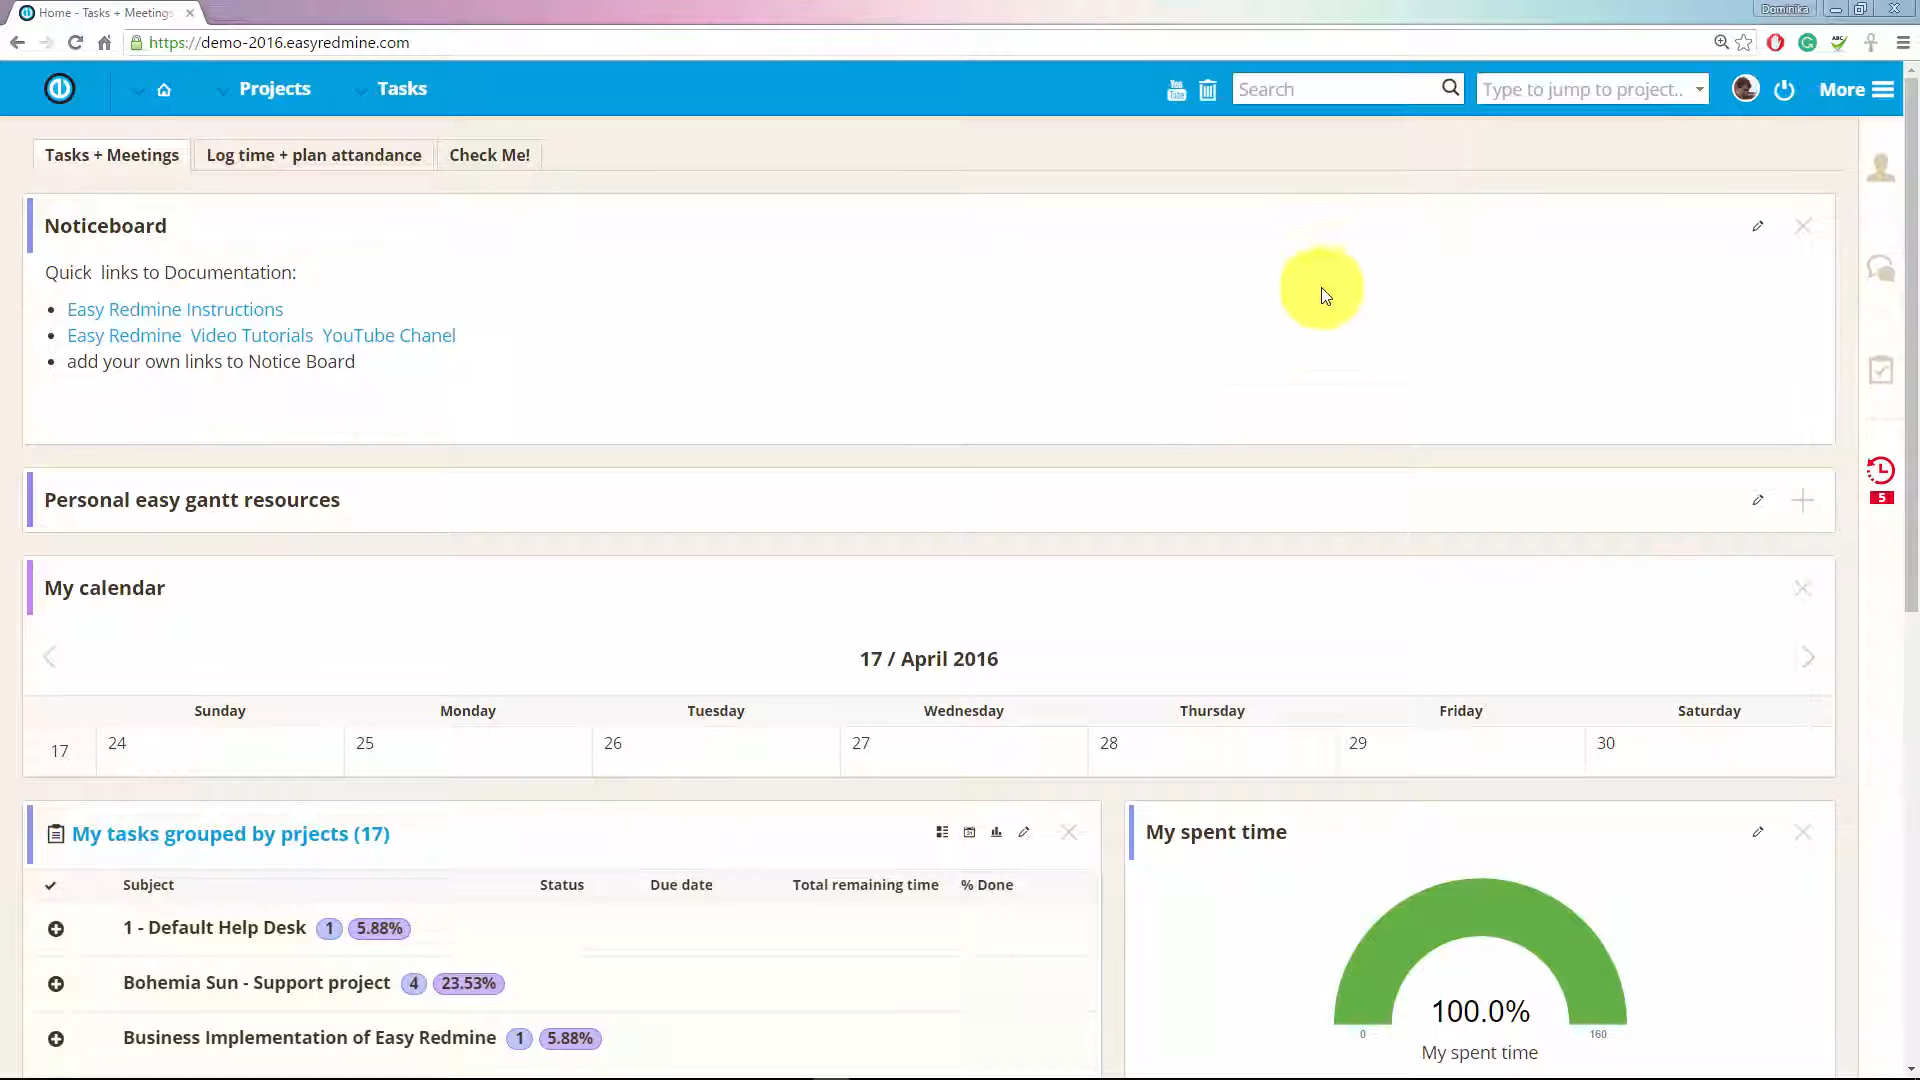 Home - Tasks + Meetings
Dominika
https://demo-2016.easyredmine.com
Projects
Tasks
You Tube
Search
Type to jump to project..
More
Tasks + Meetings
Log time + plan attandance
Check Me!
Noticeboard
Quick links to Documentation:
Easy Redmine Instructions
Easy Redmine Video Tutorials YouTube Chanel
add your own links to Notice Board
5
Personal easy gantt resources
My calendar
17 / April 2016
Sunday Monday Tuesday Wednesday Thursday Friday Saturday
17 24 25 26 27 28 29 30
My tasks grouped by prjects (17)
Subject Status Due date Total remaining time % Done
1 - Default Help Desk 1 5.88%
Bohemia Sun - Support project 4 23.53%
Business Implementation of Easy Redmine 1 5.88%
My spent time
100.0%
0 160
My spent time